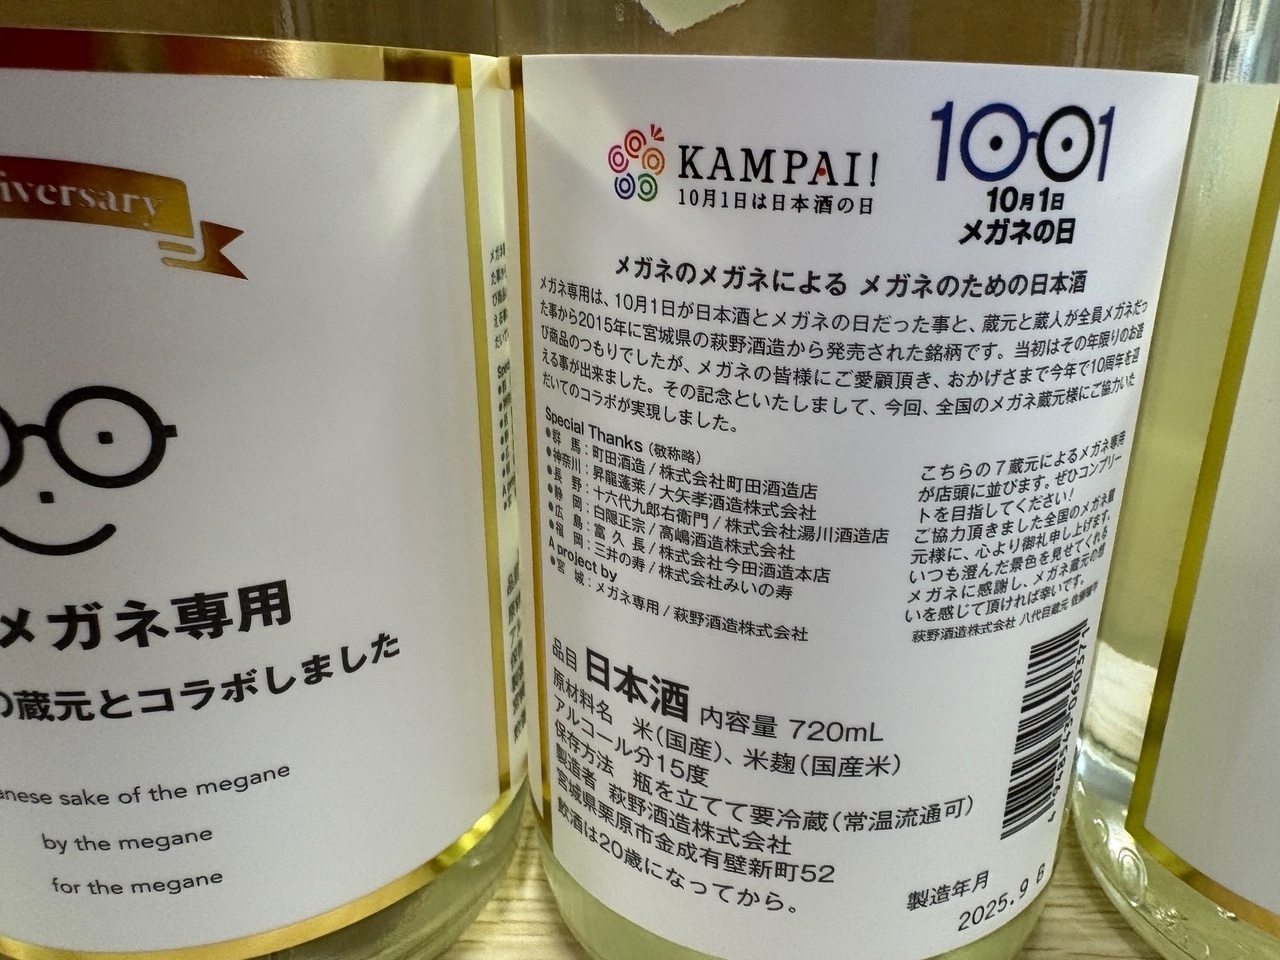 iversary
メガネ専用
の蔵元とコラボしました
anese sake of the megane
by the megane
for the megane
KAMPAI!
10月1日は日本酒の日
1001
10月1日
メガネの日
メガネのメガネによる メガネのための日本酒
メガネ専用は、10月1日が日本酒とメガネの日だった事と、蔵元と蔵人が全員メガネだっ
た事から2015年に宮城県の萩野酒造から発売された銘柄です。当初はその年限りのお遊
び商品のつもりでしたが、メガネの皆様にご愛顧頂き、おかげさまで今年で10周年を迎
える事が出来ました。その記念といたしまして、今回、全国のメガネ蔵元様にご協力いた
だいてのコラボが実現しました。
Special Thanks (敬称略)
●群 馬:町田酒造/株式会社町田酒造店
●神奈川:昇龍蓬莱/大矢孝酒造株式会社
●長 野:十六代九郎右衛門/株式会社湯川酒造店
●静 岡:白隠正宗/高嶋酒造株式会社
●広 島:富久長/株式会社今田酒造本店
●福 岡:三井の寿/株式会社みいの寿
A project by
●宮 城:メガネ専用/萩野酒造株式会社
こちらの7蔵元によるメガネ専用
が店頭に並びます。ぜひコンプリー
トを目指してください!
ご協力頂きました全国のメガネ蔵
元様に、心より御礼申し上げます。
いつも澄んだ景色を見せてくれる
メガネに感謝し、メガネ蔵元の想
いを感じて頂ければ幸いです。
萩野酒造株式会社 八代目蔵元
品目 日本酒 内容量 720mL
原材料名 米(国産)、米麹(国産米)
アルコール分15度
保存方法 瓶を立てて要冷蔵(常温流通可)
製造者 萩野酒造株式会社
宮城県栗原市金成有壁新町52
飲酒は20歳になってから。
製造年月
2025.9